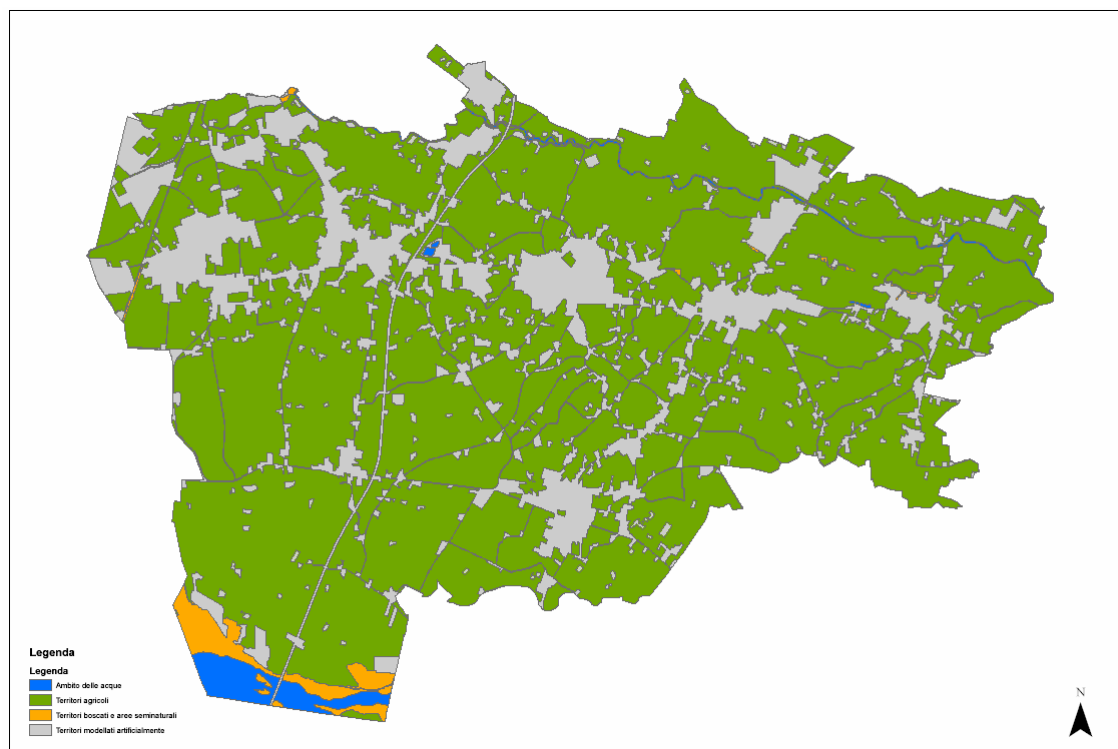 Legenda
Legenda
Ambito delle acque
Territori agricoli
Territori boscati e aree seminaturali
Territori modellati artificialmente
N